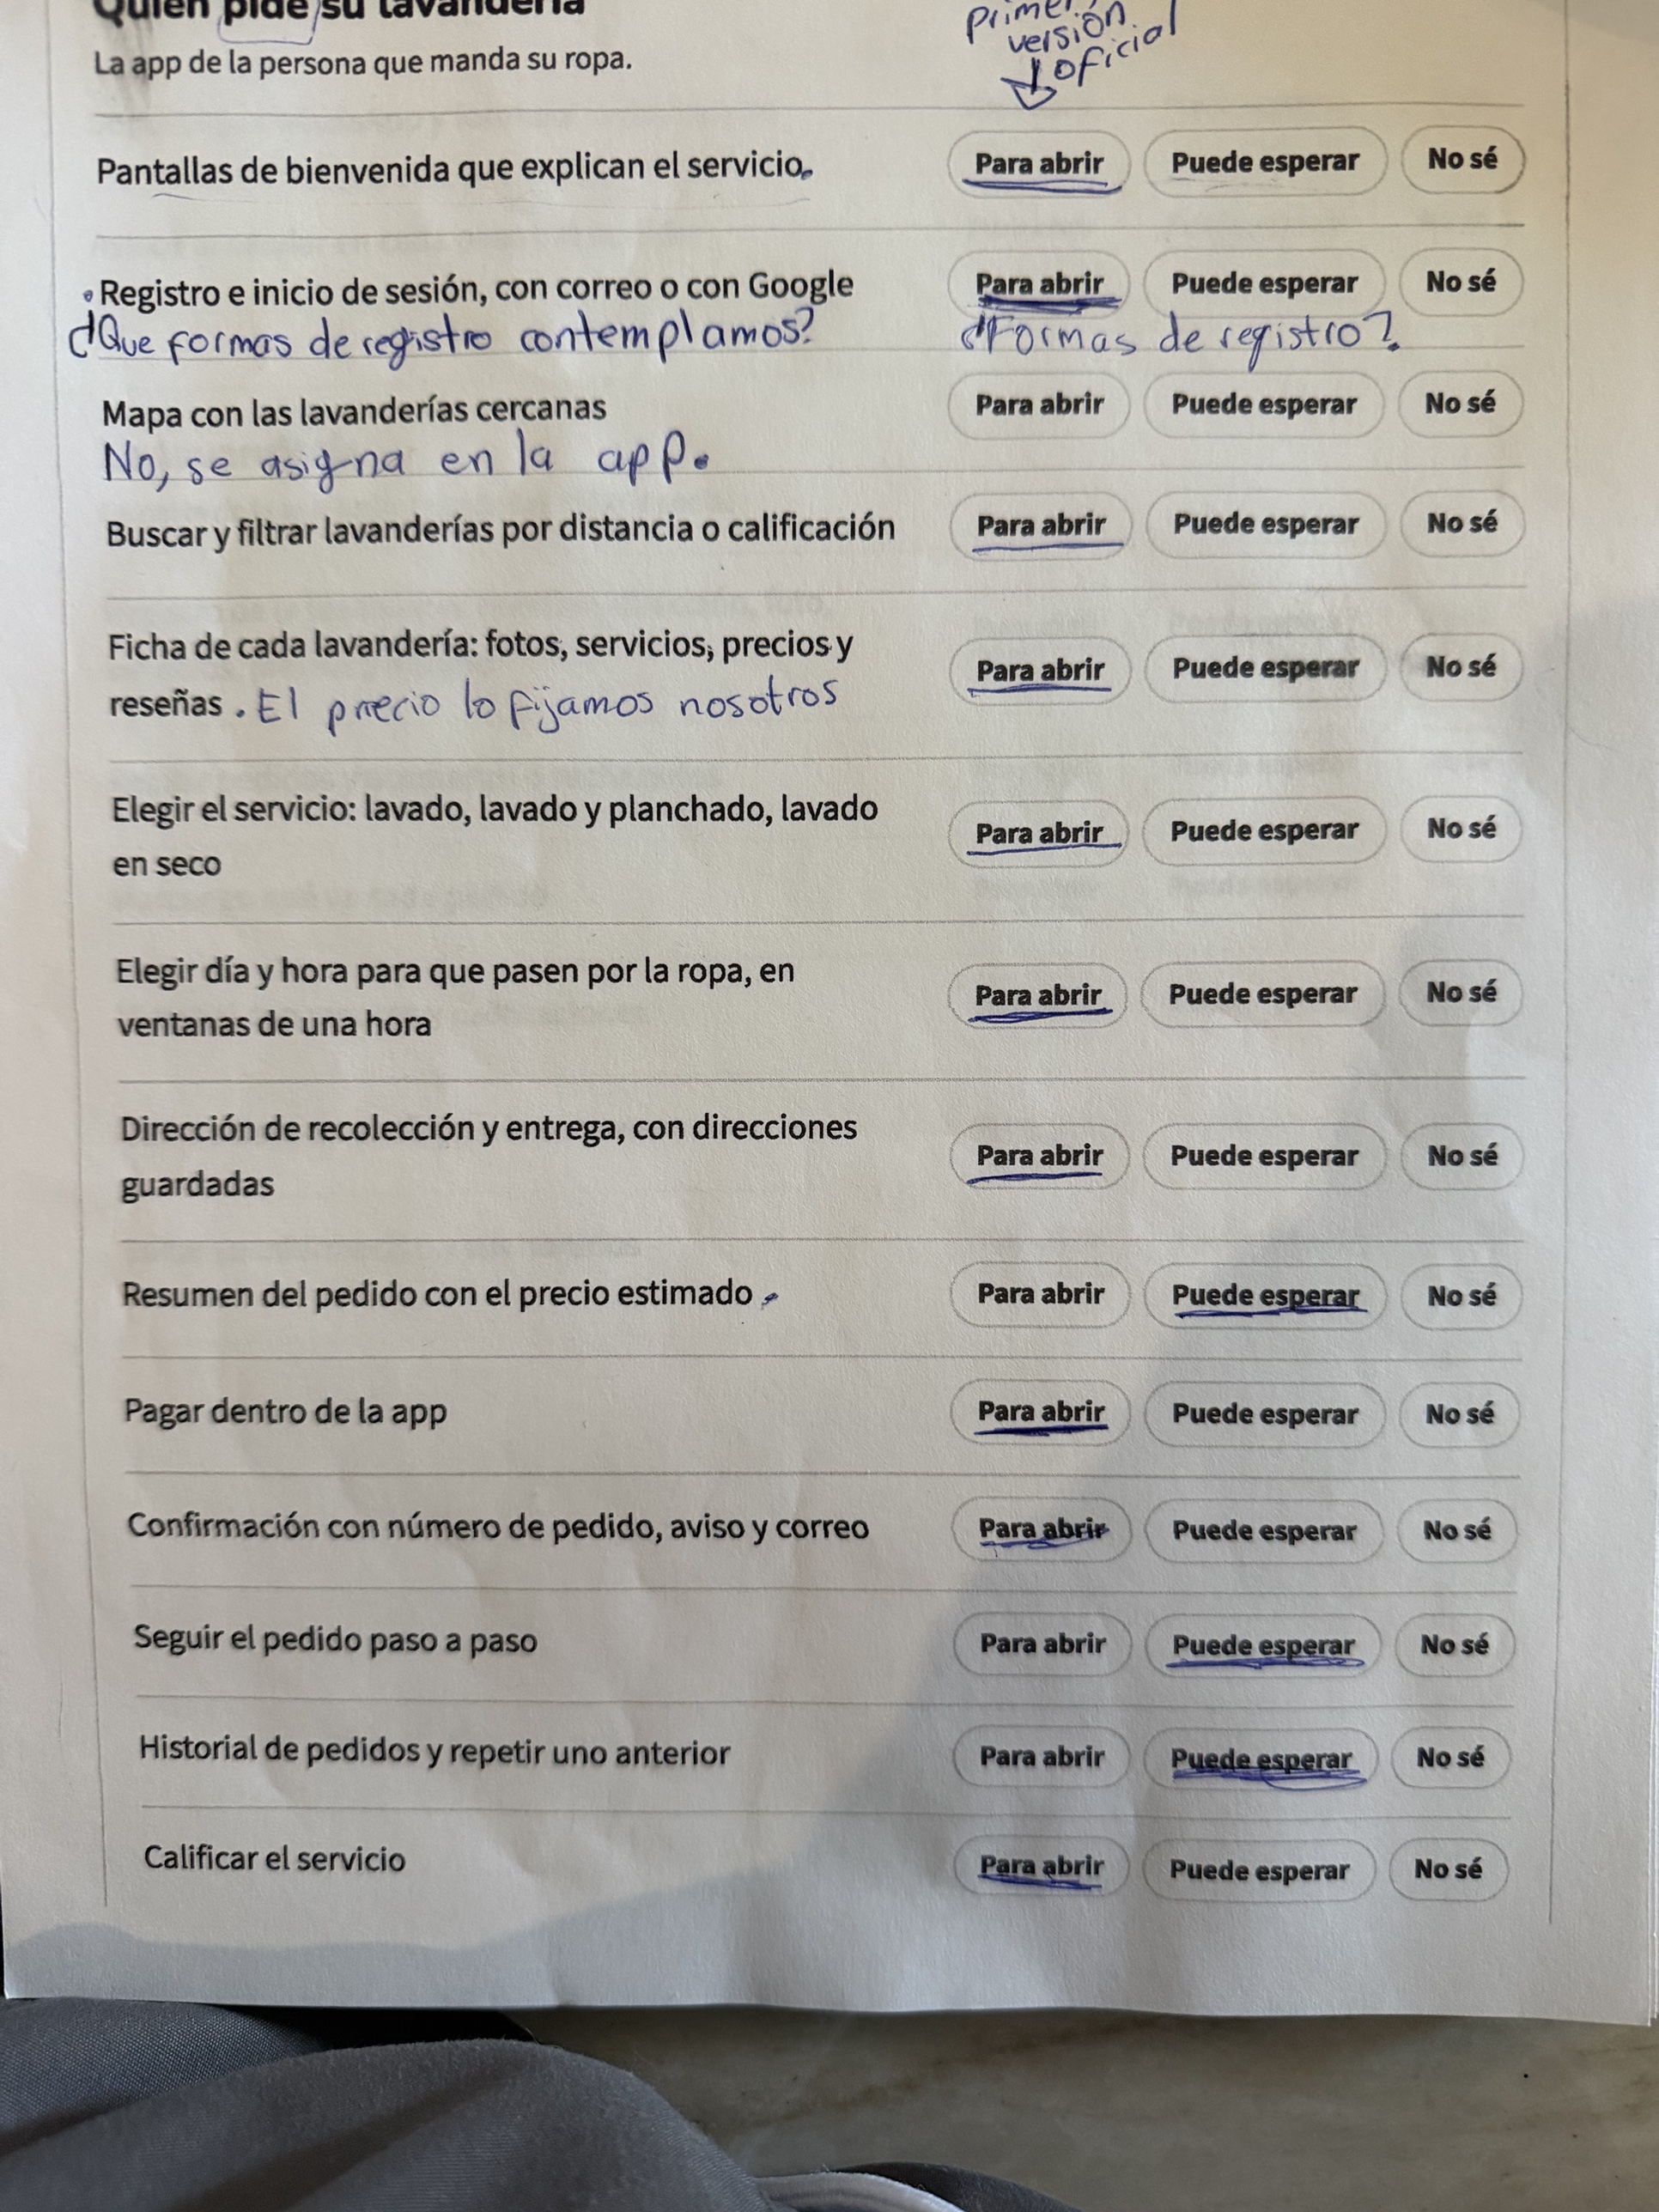 Quien pide su lavandería
primer
versión
oficial
La app de la persona que manda su ropa.
Pantallas de bienvenida que explican el servicio. Para abrir Puede esperar No sé
Registro e inicio de sesión, con correo o con Google Para abrir Puede esperar No sé
¿Que formas de registro contemplamos? ¿Formas de registro?
Mapa con las lavanderías cercanas Para abrir Puede esperar No sé
No, se asigna en la app.
Buscar y filtrar lavanderías por distancia o calificación Para abrir Puede esperar No sé
Ficha de cada lavandería: fotos, servicios, precios y
reseñas . El precio lo fijamos nosotros Para abrir Puede esperar No sé
Elegir el servicio: lavado, lavado y planchado, lavado
en seco Para abrir Puede esperar No sé
Elegir día y hora para que pasen por la ropa, en
ventanas de una hora Para abrir Puede esperar No sé
Dirección de recolección y entrega, con direcciones
guardadas Para abrir Puede esperar No sé
Resumen del pedido con el precio estimado Para abrir Puede esperar No sé
Pagar dentro de la app Para abrir Puede esperar No sé
Confirmación con número de pedido, aviso y correo Para abrir Puede esperar No sé
Seguir el pedido paso a paso Para abrir Puede esperar No sé
Historial de pedidos y repetir uno anterior Para abrir Puede esperar No sé
Calificar el servicio Para abrir Puede esperar No sé